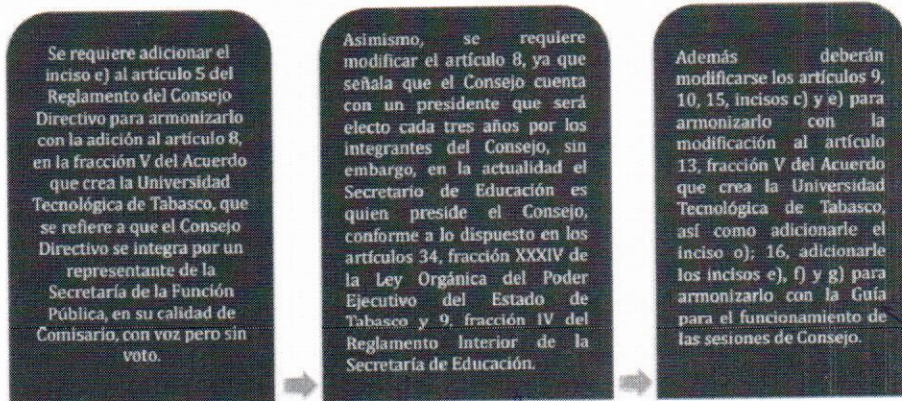 Se requiere adicionar el
inciso e) al artículo 5 del
Reglamento del Consejo
Directivo para armonizarlo
con la adición al artículo 8,
en la fracción V del Acuerdo
que crea la Universidad
Tecnológica de Tabasco, que
se refiere a que el Consejo
Directivo se integra por un
representante de la
Secretaría de la Función
Pública, en su calidad de
Comisario, con voz pero sin
voto.
Asimismo, se requiere
modificar el artículo 8, ya que
señala que el Consejo cuenta
con un presidente que será
electo cada tres años por los
integrantes del Consejo, sin
embargo, en la actualidad el
Secretario de Educación es
quien preside el Consejo,
conforme a lo dispuesto en los
artículos 34, fracción XXXIV de
la Ley Orgánica del Poder
Ejecutivo del Estado de
Tabasco y 9, fracción IV del
Reglamento Interior de la
Secretaría de Educación.
Además deberán
modificarse los artículos 9,
10, 15, incisos c) y e) para
armonizarlo con la
modificación al artículo
13, fracción V del Acuerdo
que crea la Universidad
Tecnológica de Tabasco,
así como adicionarle el
inciso o); 16, adicionarle
los incisos e), f) y g) para
armonizarlo con la Guía
para el funcionamiento de
las sesiones de Consejo.